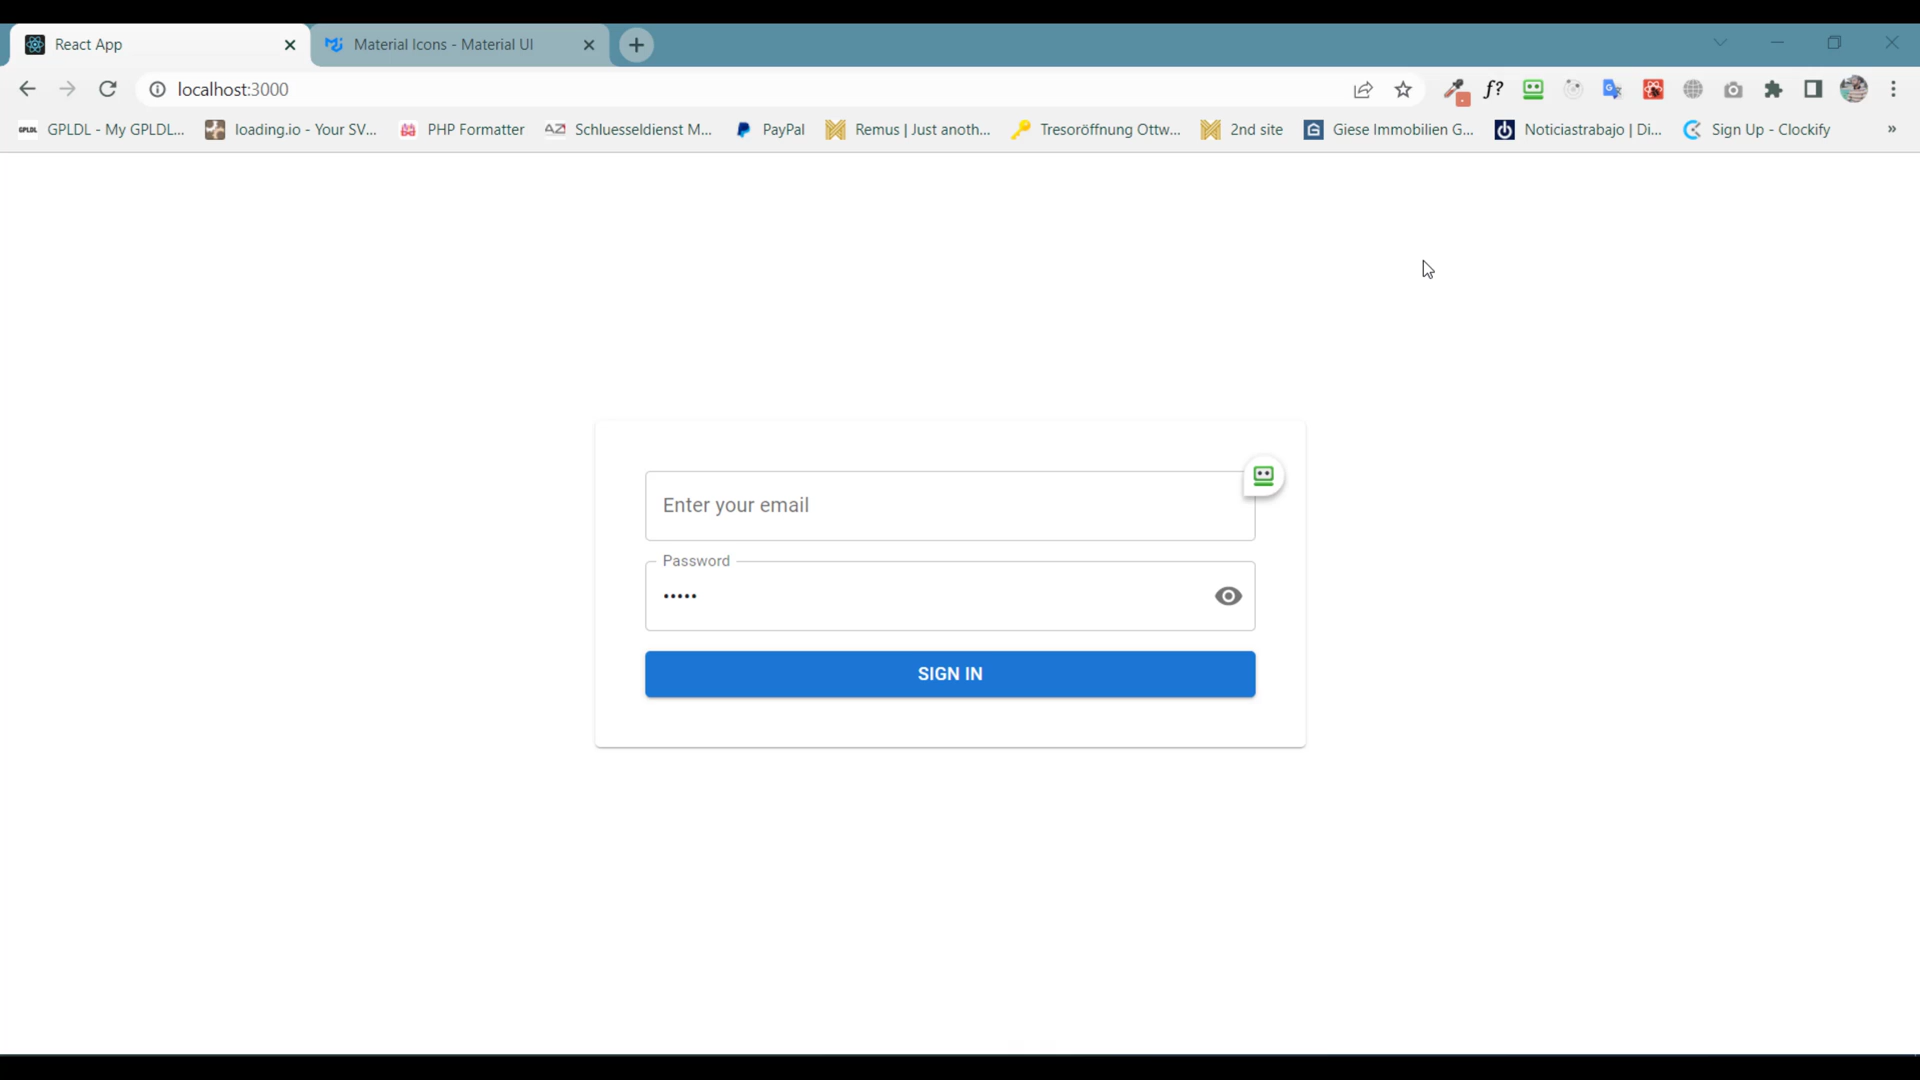 React App
Material Icons - Material UI
localhost:3000
f?
GPLDL - My GPLDL...
loading.io - Your SV...
PHP Formatter
AZ Schluesseldienst M...
PayPal
Remus | Just anoth...
Tresoröffnung Ottw...
2nd site
Giese Immobilien G...
Noticiastrabajo | Di...
Sign Up - Clockify
»
Enter your email
Password
•••••
SIGN IN